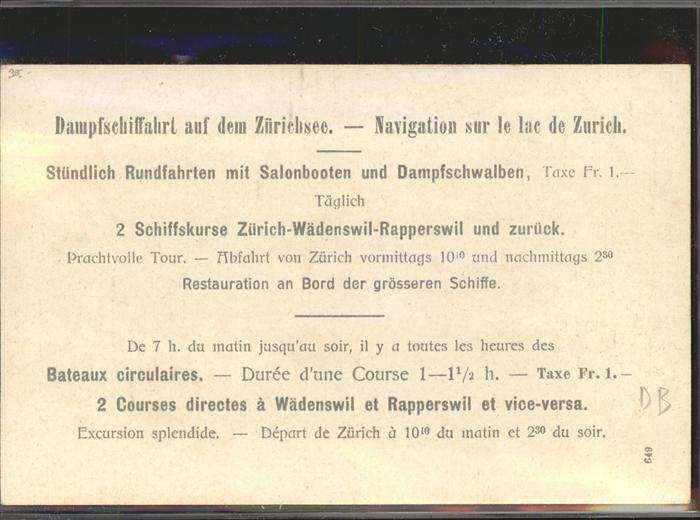 Dampfschiffahrt auf dem Zürichsee. — Navigation sur le lac de Zurich.
Stündlich Rundfahrten mit Salonbooten und Dampfschwalben, Taxe Fr. 1.—
Täglich
2 Schiffskurse Zürich-Wädenswil-Rapperswil und zurück.
Prachtvolle Tour. — Abfahrt von Zürich vormittags 10¹⁰ und nachmittags 2³⁰
Restauration an Bord der grösseren Schiffe.
De 7 h. du matin jusqu'au soir, il y a toutes les heures des
Bateaux circulaires. — Durée d'une Course 1—1½ h. — Taxe Fr. 1.—
2 Courses directes à Wädenswil et Rapperswil et vice-versa.
Excursion splendide. — Départ de Zürich à 10¹⁰ du matin et 2³⁰ du soir.
DB
649